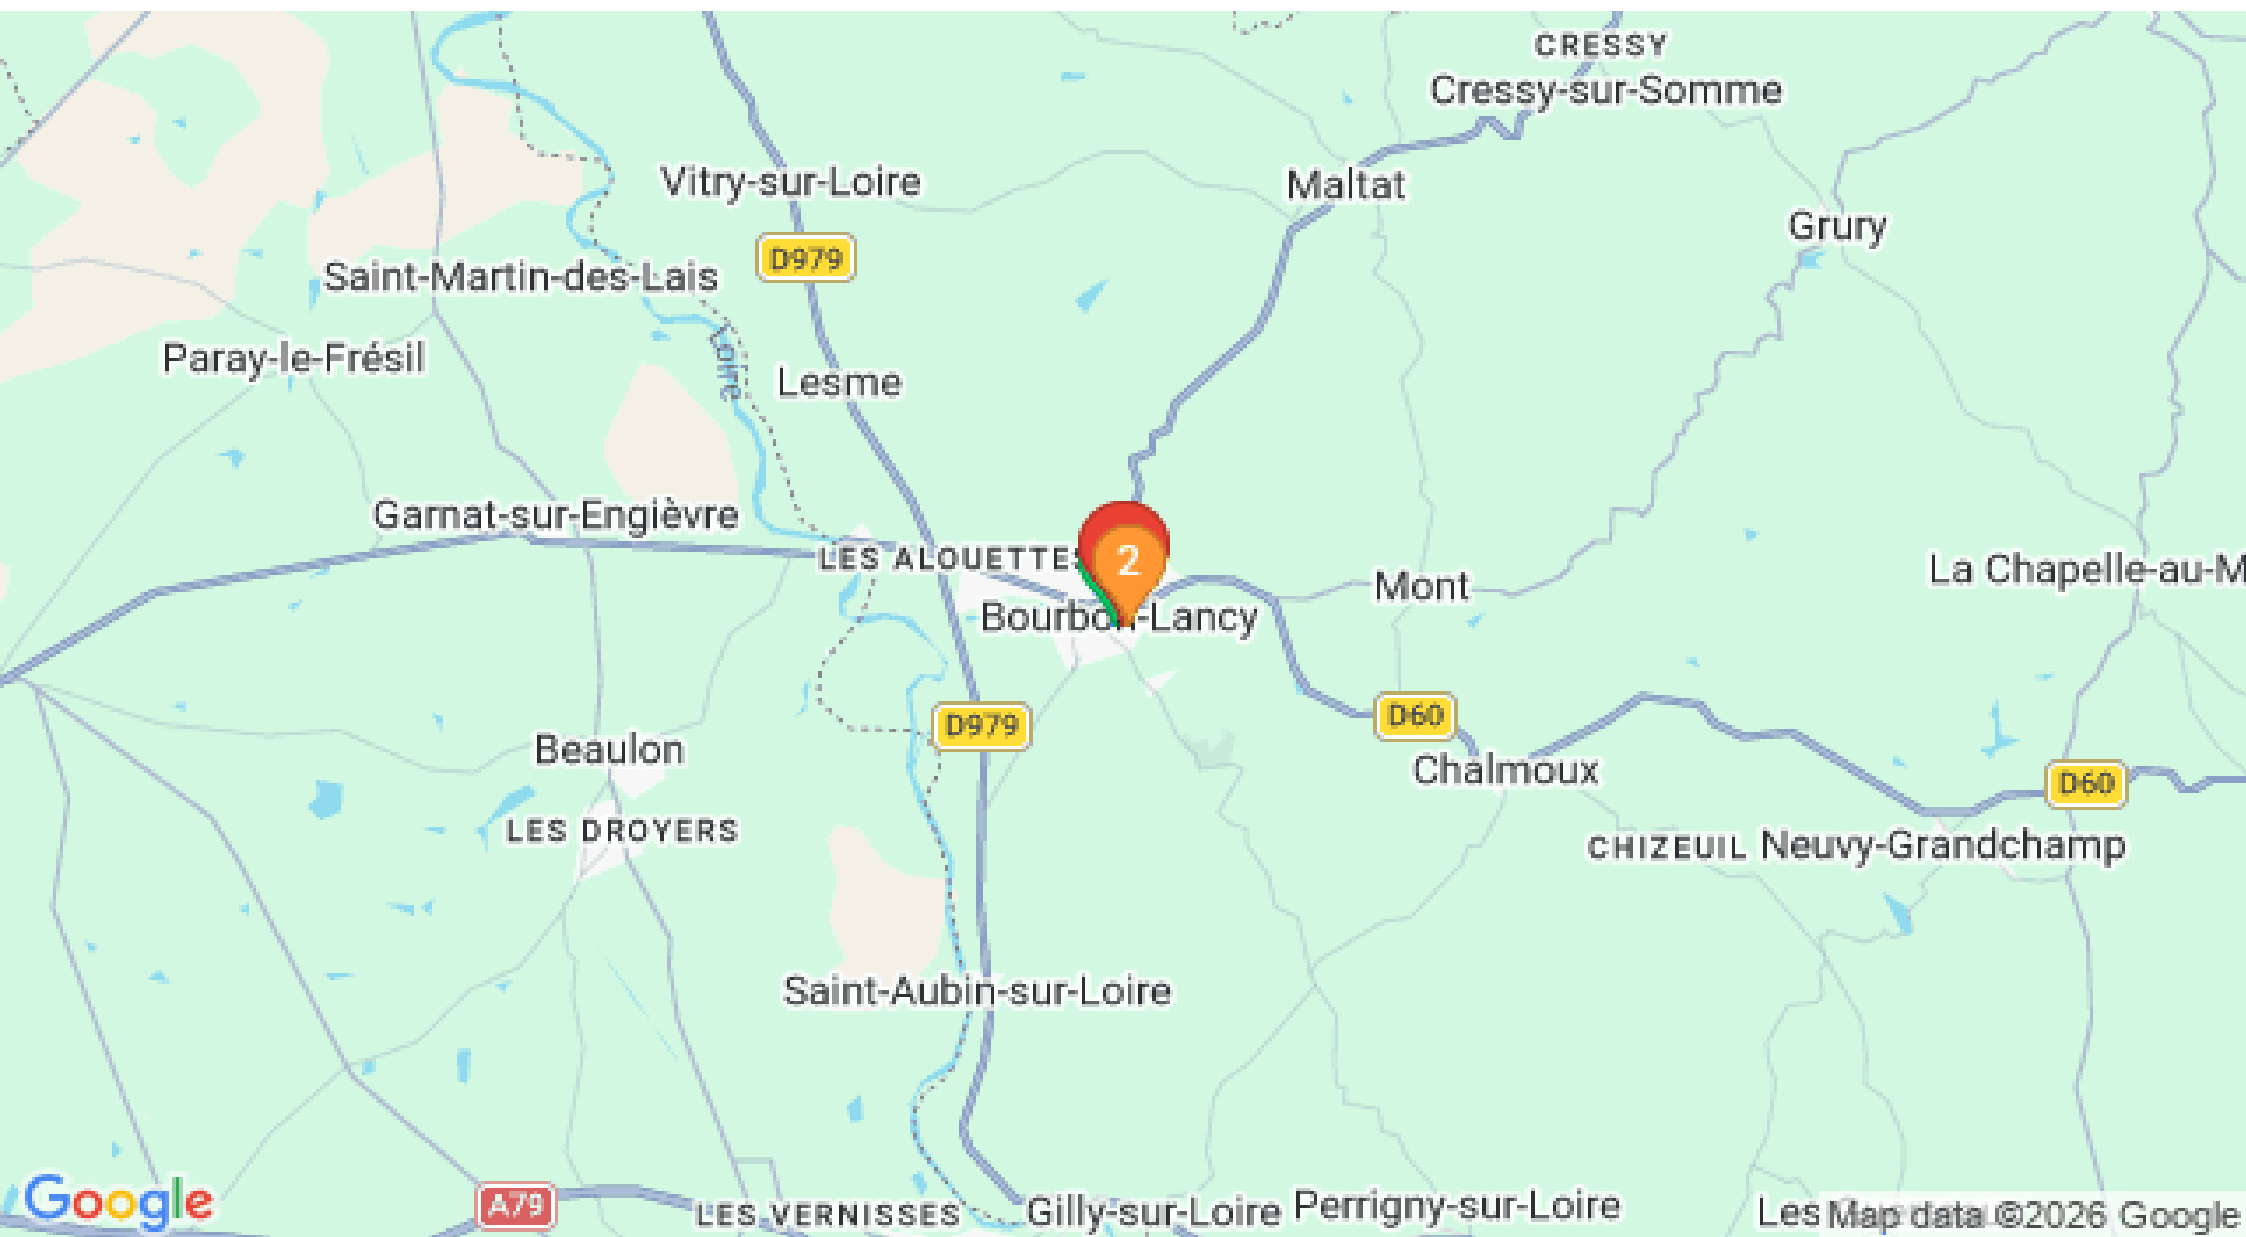 CRESSY
Cressy-sur-Somme
Vitry-sur-Loire
Maltat
Grury
D979
Saint-Martin-des-Lais
Loire
Paray-le-Frésil
Lesme
Garnat-sur-Engièvre
LES ALOUETTES
2
La Chapelle-au-M
Mont
Bourbon-Lancy
D979
D60
Beaulon
Chalmoux
D60
LES DROYERS
CHIZEUIL
Neuvy-Grandchamp
Saint-Aubin-sur-Loire
Google
A79
LES VERNISSES
Gilly-sur-Loire
Perrigny-sur-Loire
Les
Map data ©2026 Google